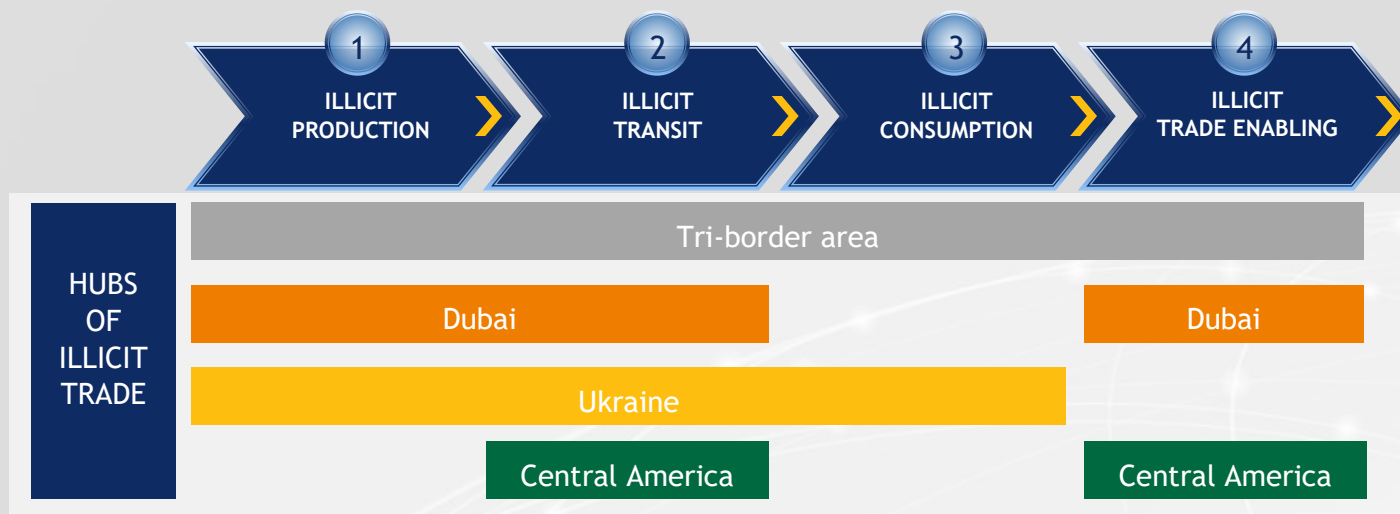 1
ILLICIT
PRODUCTION
2
ILLICIT
TRANSIT
3
ILLICIT
CONSUMPTION
4
ILLICIT
TRADE ENABLING
HUBS
OF
ILLICIT
TRADE
Tri-border area
Dubai
Dubai
Ukraine
Central America
Central America